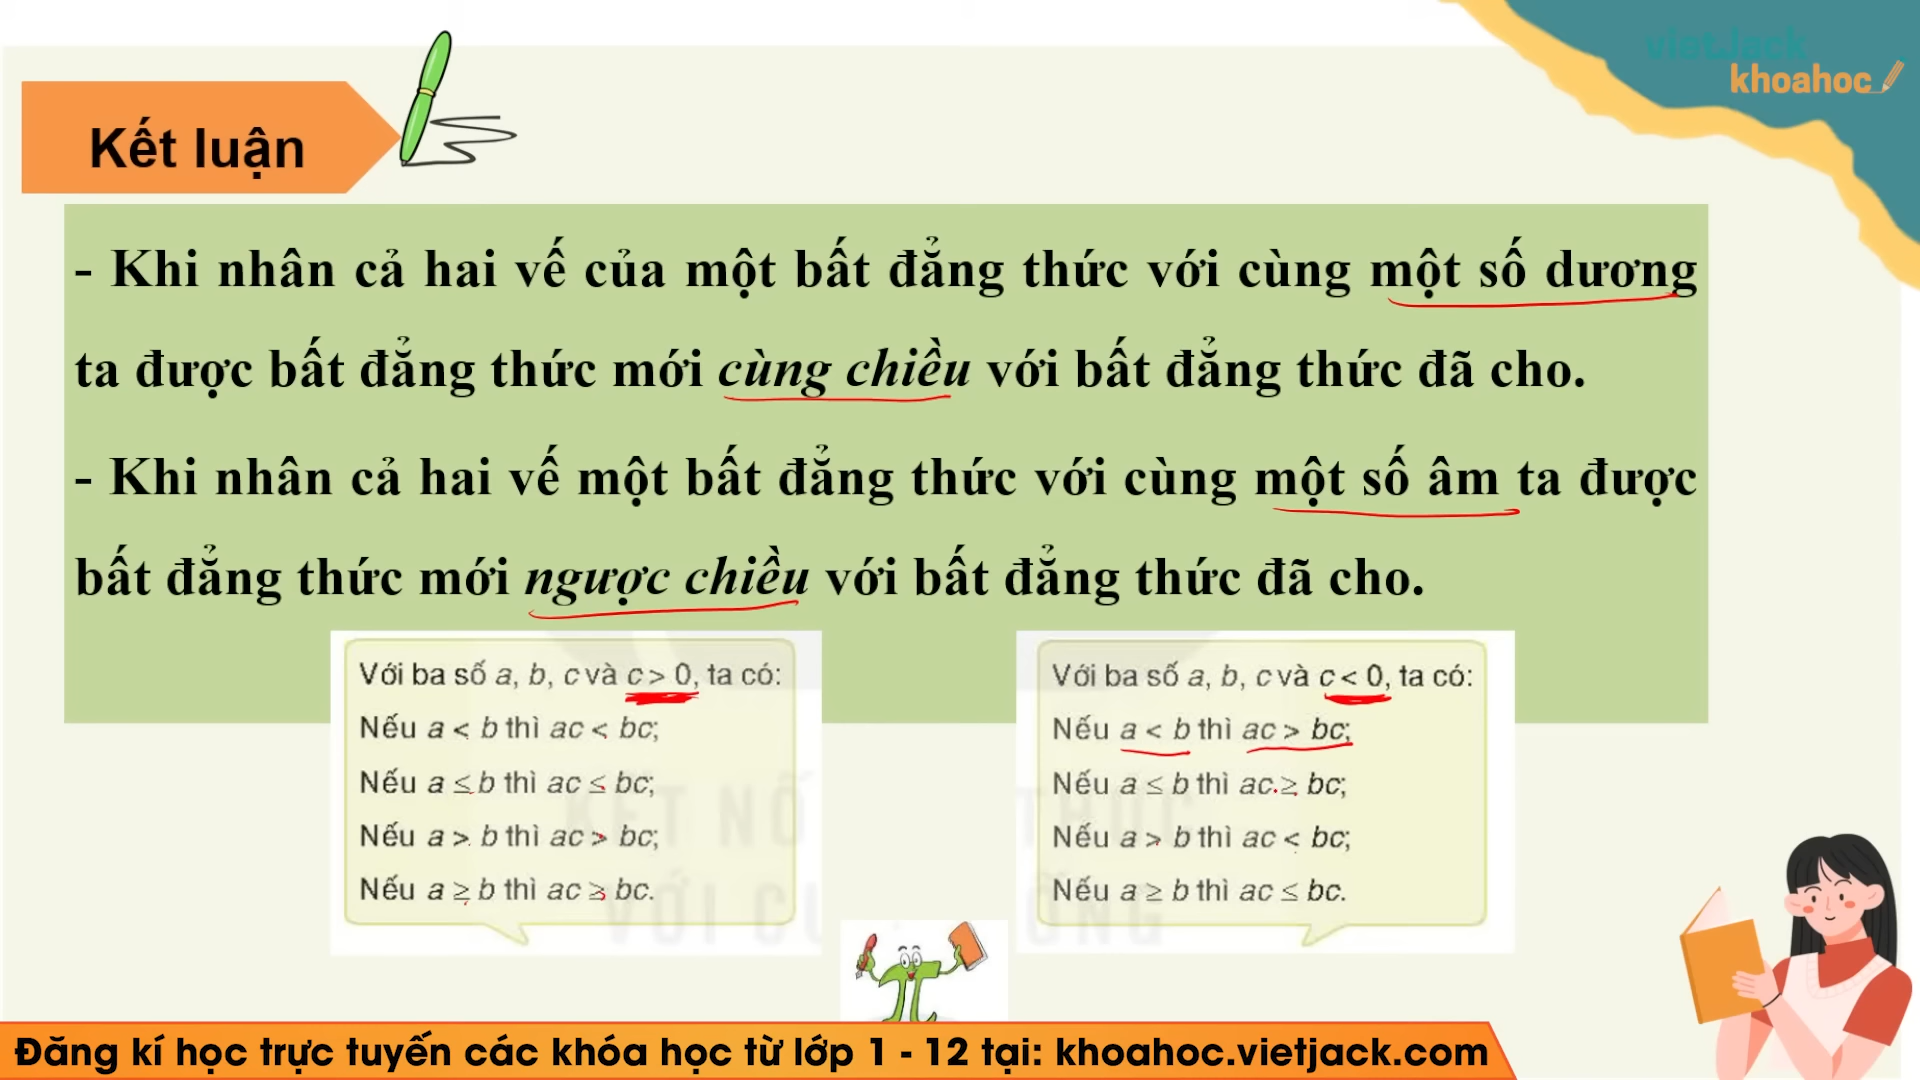 vietJack
khoahoc
Kết luận
- Khi nhân cả hai vế của một bất đẳng thức với cùng một số dương
ta được bất đẳng thức mới cùng chiều với bất đẳng thức đã cho.
- Khi nhân cả hai vế một bất đẳng thức với cùng một số âm ta được
bất đẳng thức mới ngược chiều với bất đẳng thức đã cho.
Với ba số a, b, c và c > 0, ta có:
Nếu a < b thì ac < bc;
Nếu a ≤ b thì ac ≤ bc;
Nếu a > b thì ac > bc;
Nếu a ≥ b thì ac ≥ bc.
Với ba số a, b, c và c < 0, ta có:
Nếu a < b thì ac > bc;
Nếu a ≤ b thì ac ≥ bc;
Nếu a > b thì ac < bc;
Nếu a ≥ b thì ac ≤ bc.
Đăng kí học trực tuyến các khóa học từ lớp 1 - 12 tại: khoahoc.vietjack.com